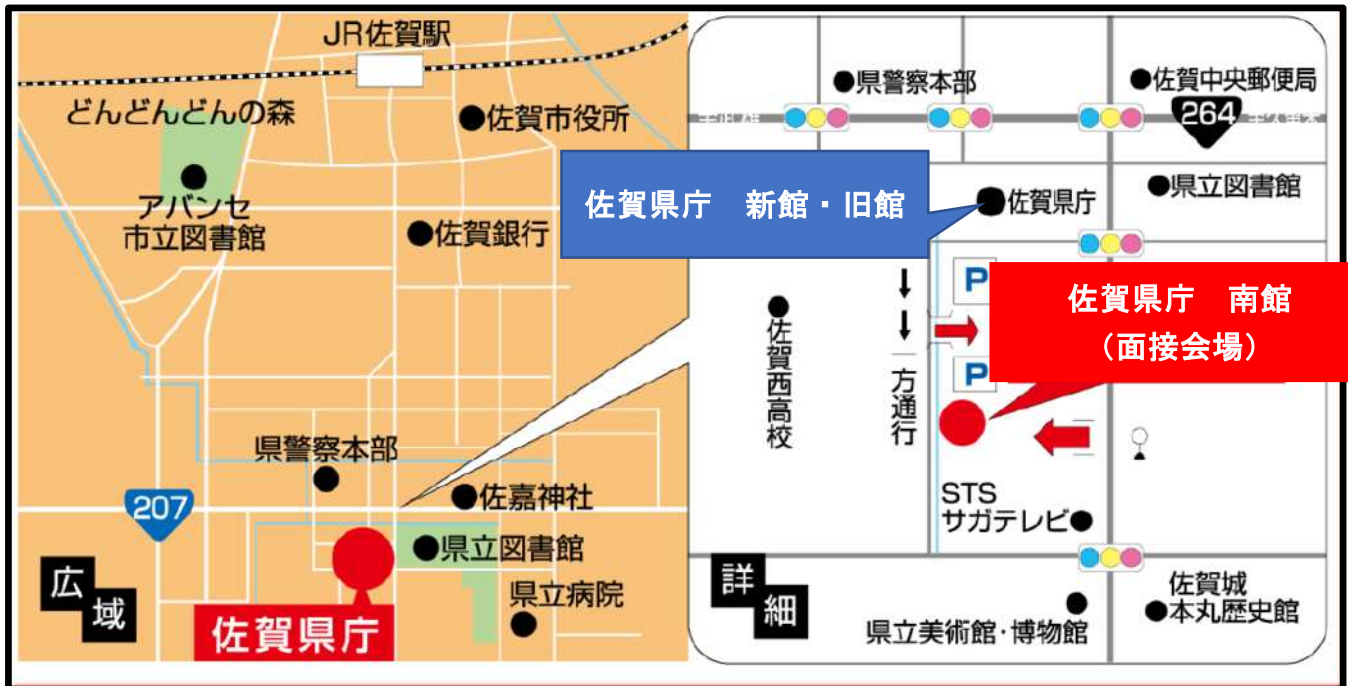 JR佐賀駅
どんどんどんの森
佐賀市役所
アバンセ
市立図書館
佐賀銀行
県警察本部
佐嘉神社
207
県立図書館
県立病院
広域
佐賀県庁
県警察本部
佐賀中央郵便局
264
佐賀県庁　新館・旧館
佐賀県庁
県立図書館
P
佐賀県庁　南館
（面接会場）
佐賀西高校
一方通行
P
STS
サガテレビ
詳細
県立美術館・博物館
佐賀城
本丸歴史館